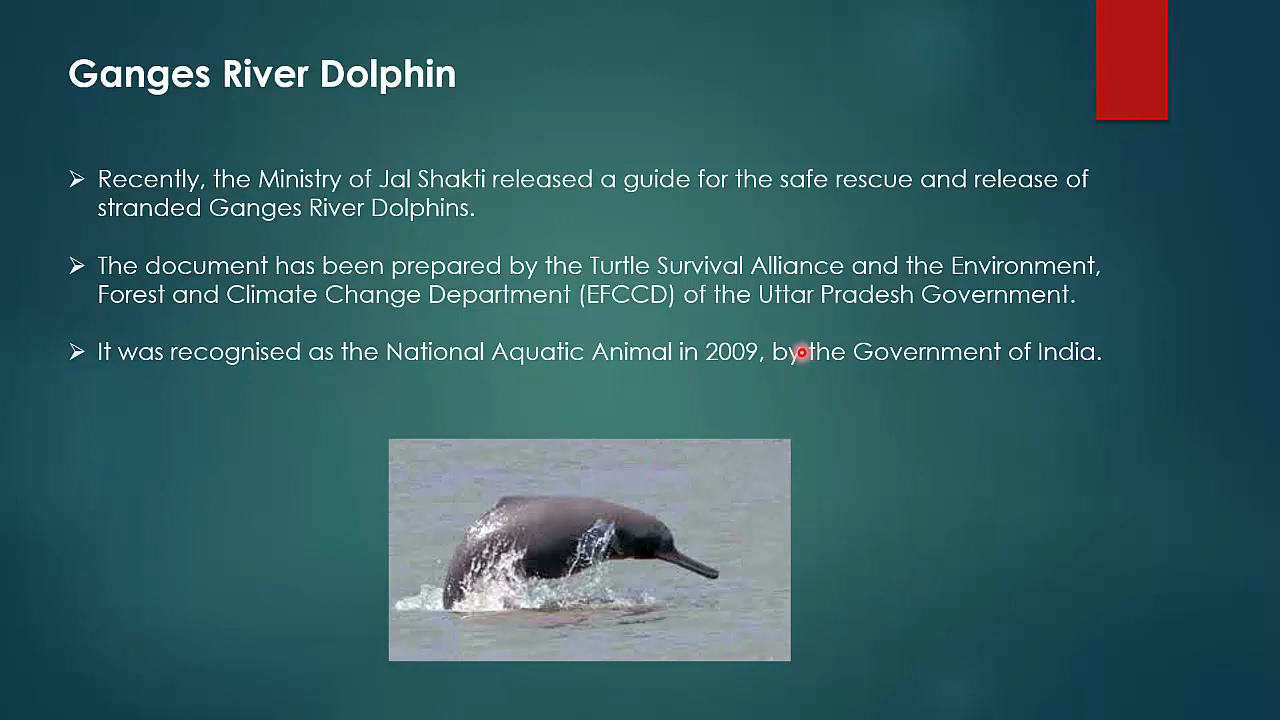 Ganges River Dolphin
Recently, the Ministry of Jal Shakti released a guide for the safe rescue and release of
stranded Ganges River Dolphins.
The document has been prepared by the Turtle Survival Alliance and the Environment,
Forest and Climate Change Department (EFCCD) of the Uttar Pradesh Government.
It was recognised as the National Aquatic Animal in 2009, by the Government of India.